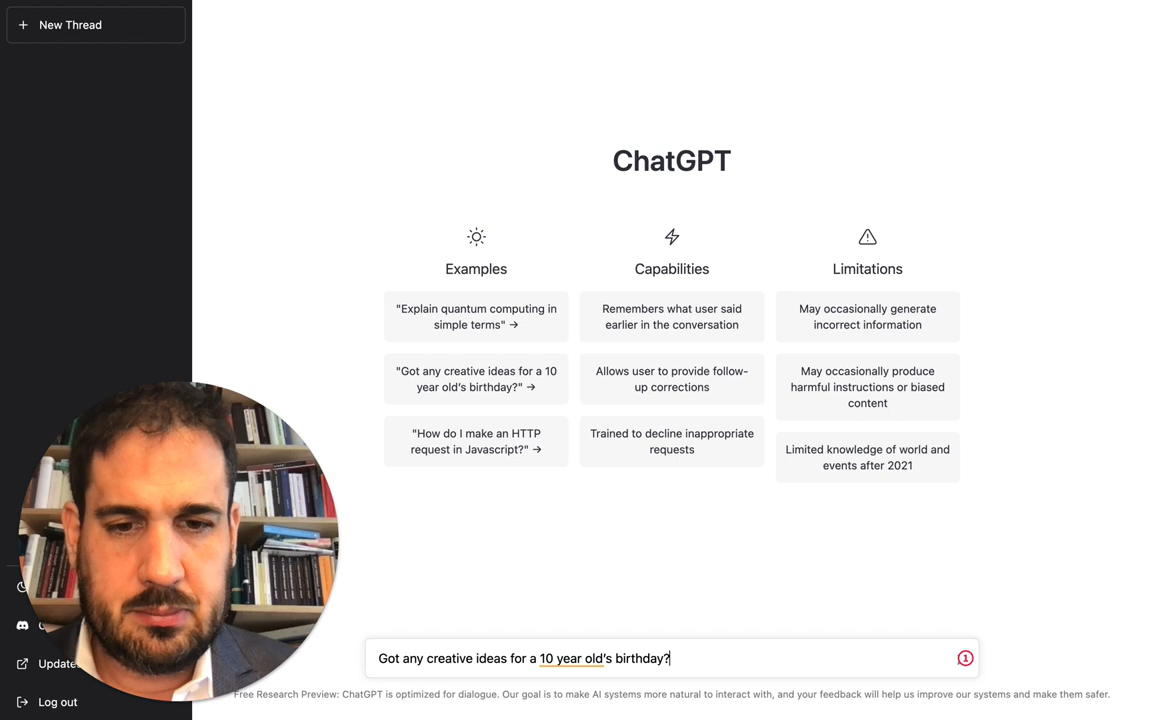 New Thread
ChatGPT
Examples
Capabilities
Limitations
"Explain quantum computing in
simple terms" →
Remembers what user said
earlier in the conversation
May occasionally generate
incorrect information
"Got any creative ideas for a 10
year old's birthday?" →
Allows user to provide follow-
up corrections
May occasionally produce
harmful instructions or biased
content
"How do I make an HTTP
request in Javascript?" →
Trained to decline inappropriate
requests
Limited knowledge of world and
events after 2021
Got any creative ideas for a 10 year old's birthday?
1
Update
Free Research Preview: ChatGPT is optimized for dialogue. Our goal is to make AI systems more natural to interact with, and your feedback will help us improve our systems and make them safer.
Log out